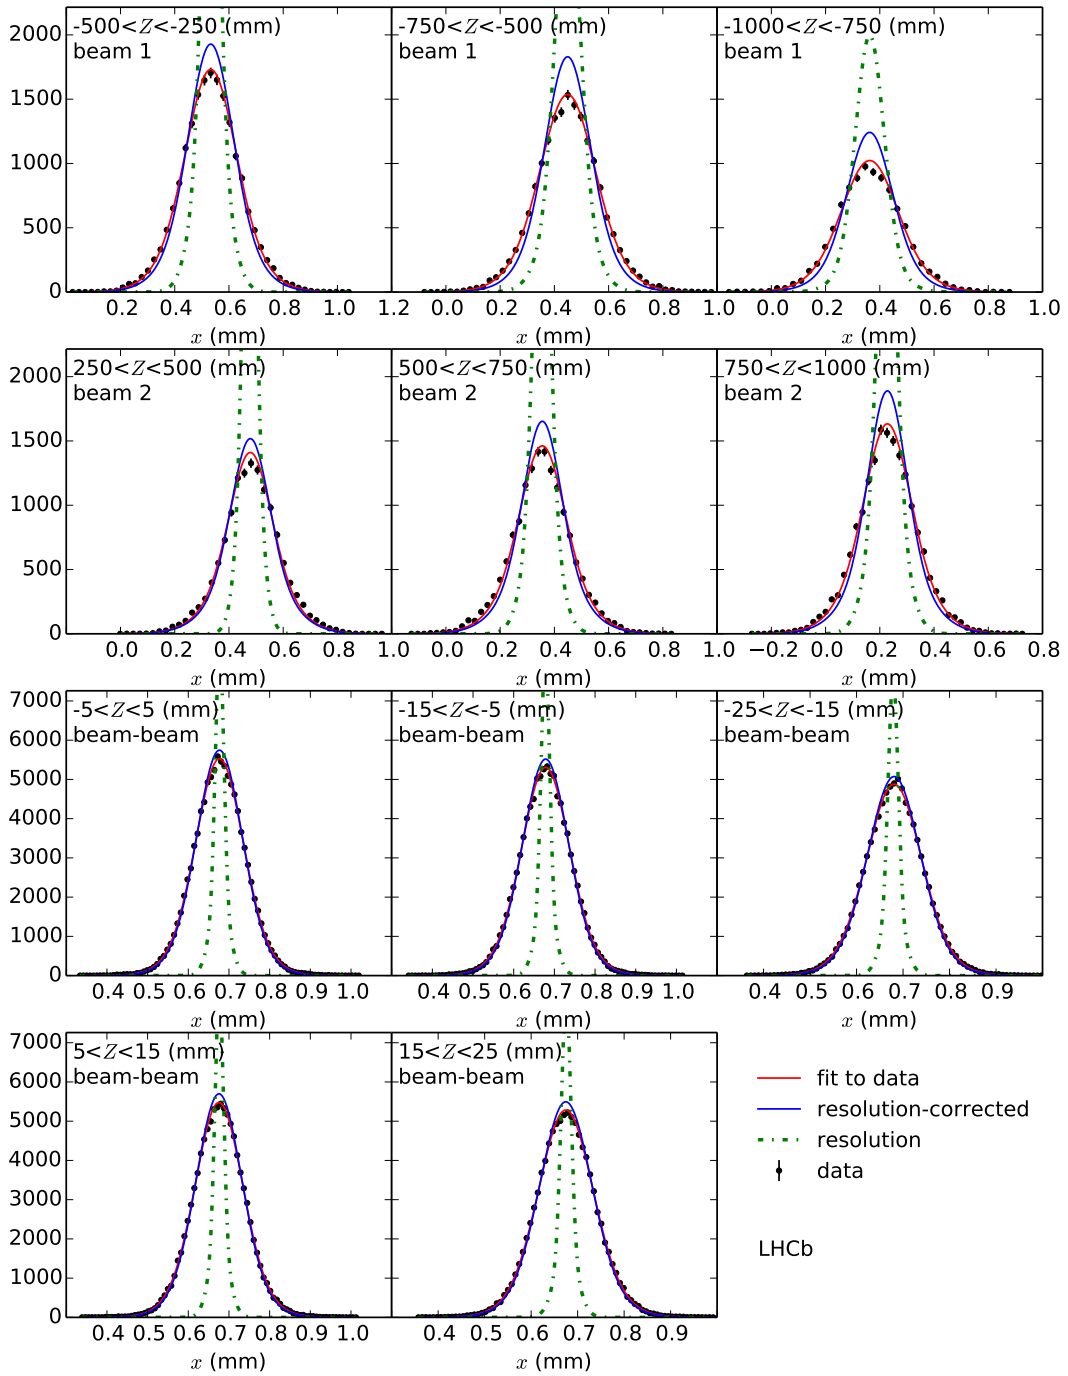 -500<Z<-250 (mm)
beam 1
-750<Z<-500 (mm)
beam 1
-1000<Z<-750 (mm)
beam 1
2000
1500
1000
500
0
0.2 0.4 0.6 0.8 1.0 1.2
0.0 0.2 0.4 0.6 0.8 1.0
0.0 0.2 0.4 0.6 0.8 1.0
x (mm)
x (mm)
x (mm)
250<Z<500 (mm)
beam 2
500<Z<750 (mm)
beam 2
750<Z<1000 (mm)
beam 2
2000
1500
1000
500
0
0.0 0.2 0.4 0.6 0.8 1.0
0.0 0.2 0.4 0.6 0.8 1.0
−0.2 0.0 0.2 0.4 0.6 0.8
x (mm)
x (mm)
x (mm)
-5<Z<5 (mm)
beam-beam
-15<Z<-5 (mm)
beam-beam
-25<Z<-15 (mm)
beam-beam
7000
6000
5000
4000
3000
2000
1000
0
0.4 0.5 0.6 0.7 0.8 0.9 1.0
0.4 0.5 0.6 0.7 0.8 0.9 1.0
0.4 0.5 0.6 0.7 0.8 0.9
x (mm)
x (mm)
x (mm)
5<Z<15 (mm)
beam-beam
15<Z<25 (mm)
beam-beam
7000
6000
5000
4000
3000
2000
1000
0
0.4 0.5 0.6 0.7 0.8 0.9 1.0
0.4 0.5 0.6 0.7 0.8 0.9
x (mm)
x (mm)
fit to data
resolution-corrected
resolution
data
LHCb